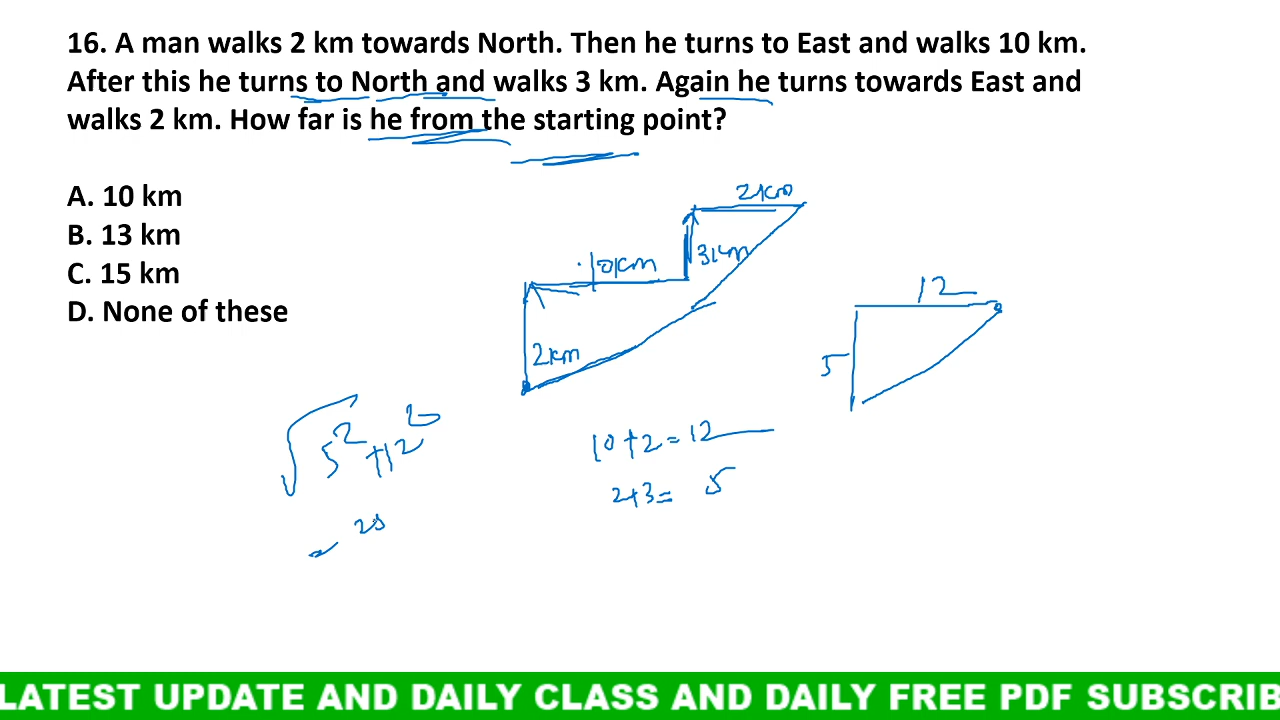 16. A man walks 2 km towards North. Then he turns to East and walks 10 km.
After this he turns to North and walks 3 km. Again he turns towards East and
walks 2 km. How far is he from the starting point?
A. 10 km
B. 13 km
C. 15 km
D. None of these
2km
10km
3km
2km
12
5
√5²+12²
10+2=12
2+3= 5
= 25
LATEST UPDATE AND DAILY CLASS AND DAILY FREE PDF SUBSCRIB